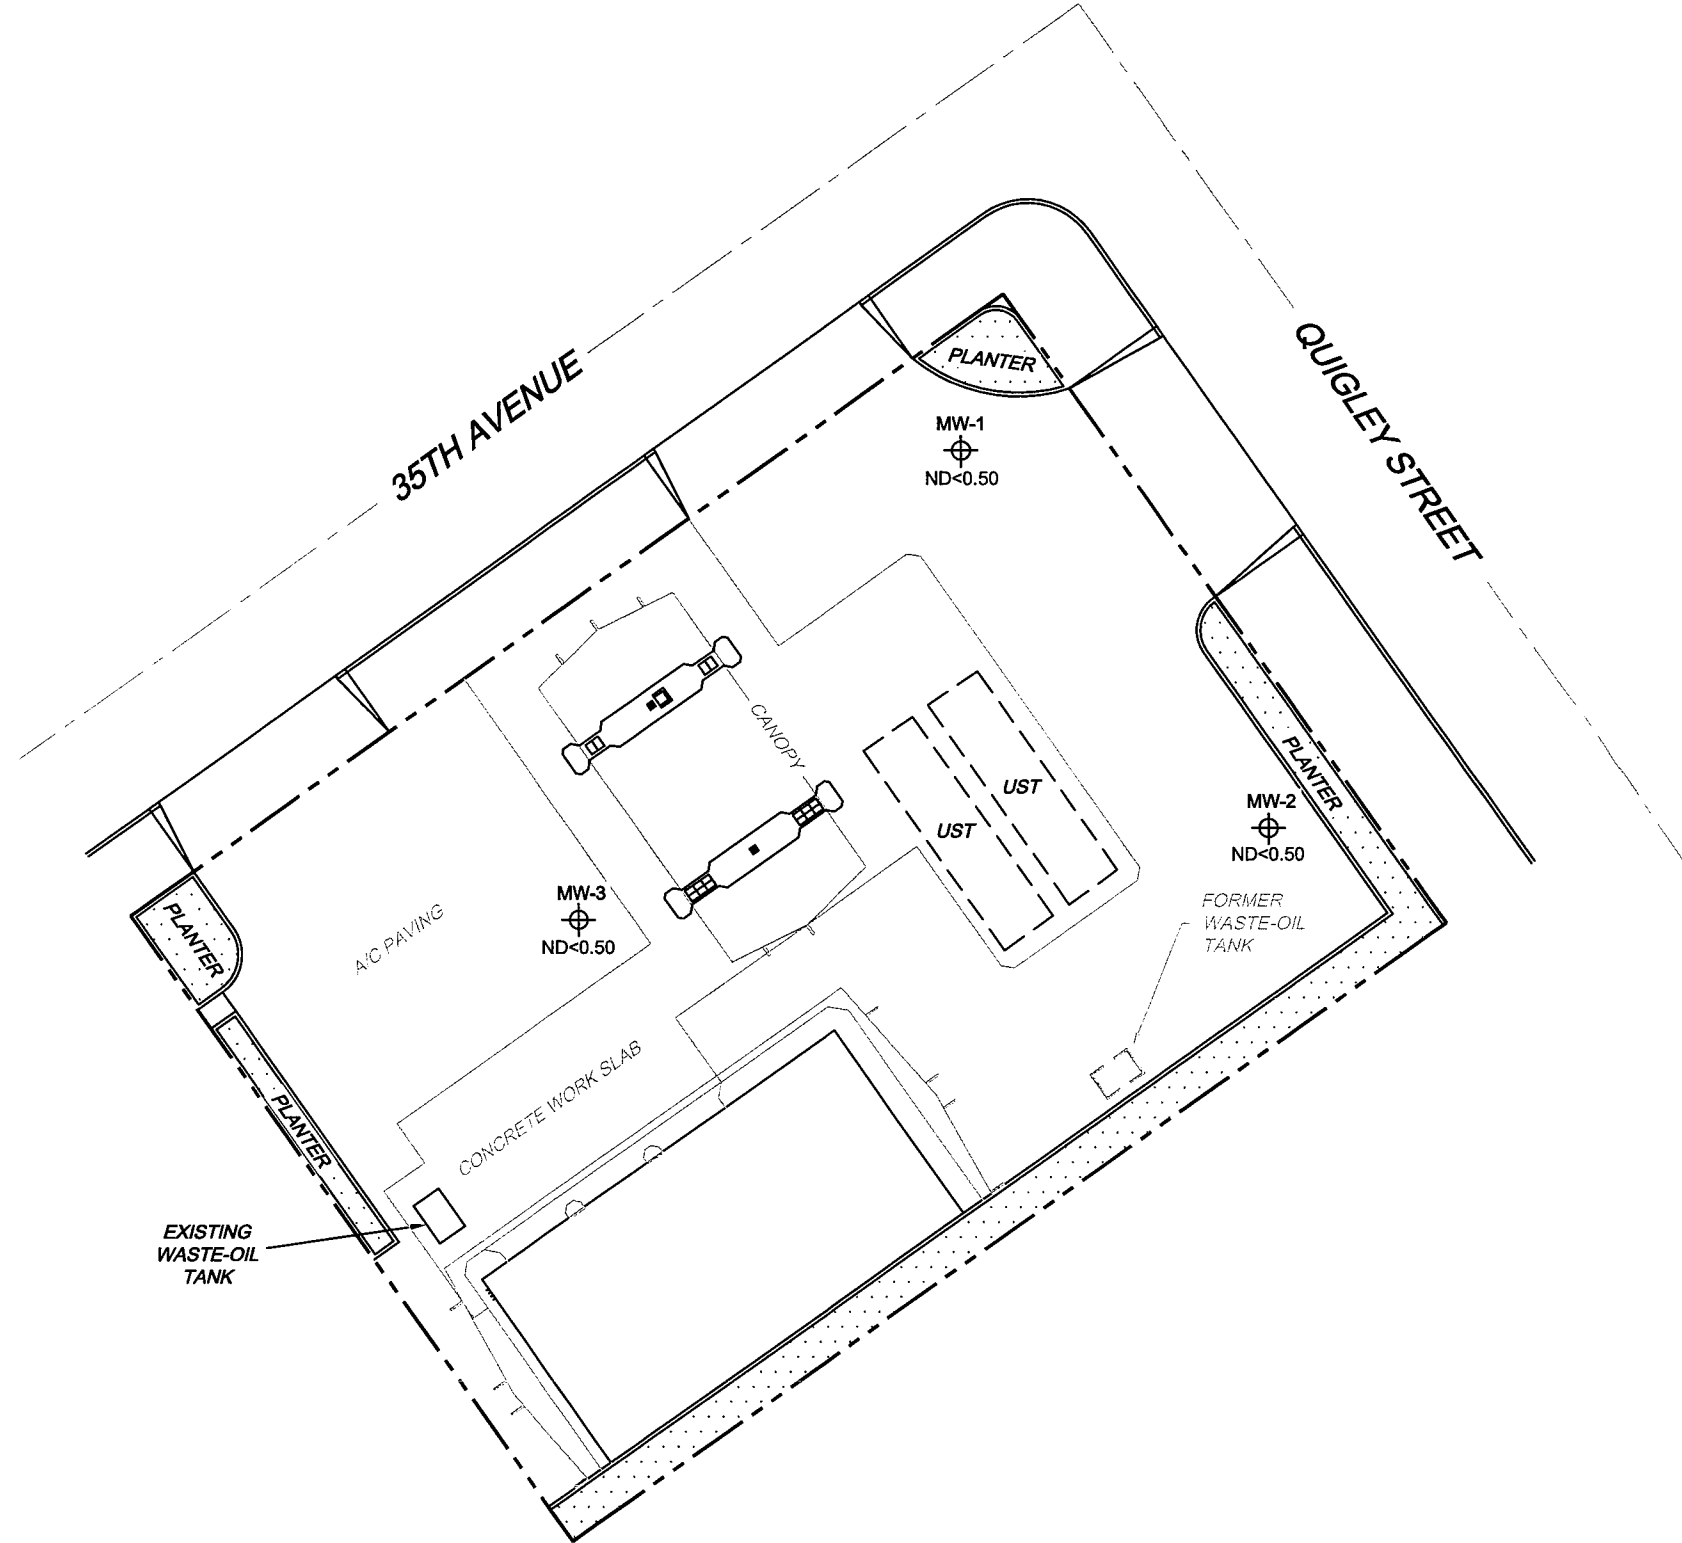 35TH AVENUE
QUIGLEY STREET
PLANTER
MW-1
ND<0.50
CANOPY
UST
UST
PLANTER
MW-2
ND<0.50
MW-3
ND<0.50
FORMER
WASTE-OIL
TANK
PLANTER
A/C PAVING
CONCRETE WORK SLAB
PLANTER
EXISTING
WASTE-OIL
TANK